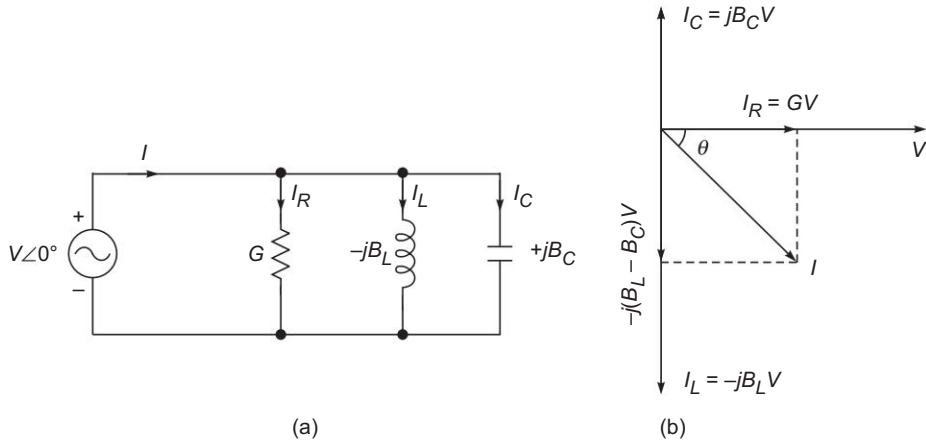 I
+
V∠0°
–
I_R
G
I_L
–jB_L
I_C
+jB_C
(a)
I_C = jB_CV
I_R = GV
V
θ
–j(B_L – B_C)V
I
I_L = –jB_LV
(b)